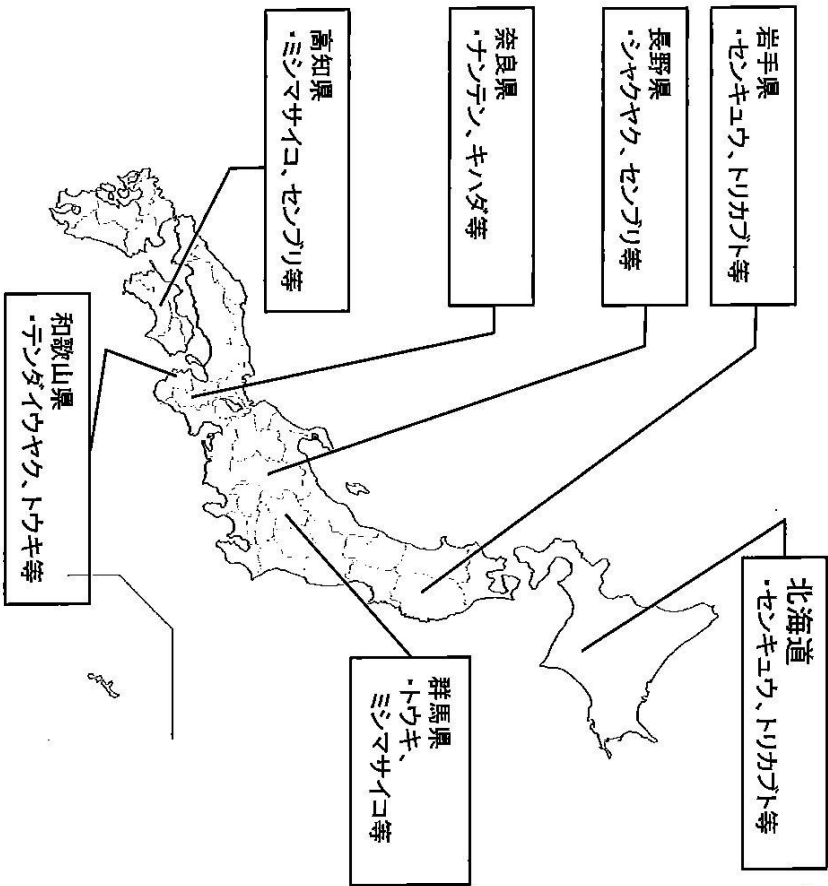 岩手県
・センキュウ、トリカブト等
長野県
・シャクヤク、センブリ等
奈良県
・ナンテン、キハダ等
高知県
・ミシマサイコ、センブリ等
北海道
・センキュウ、トリカブト等
群馬県
・トウキ、
ミシマサイコ等
和歌山県
・テンダイウヤク、トウキ等